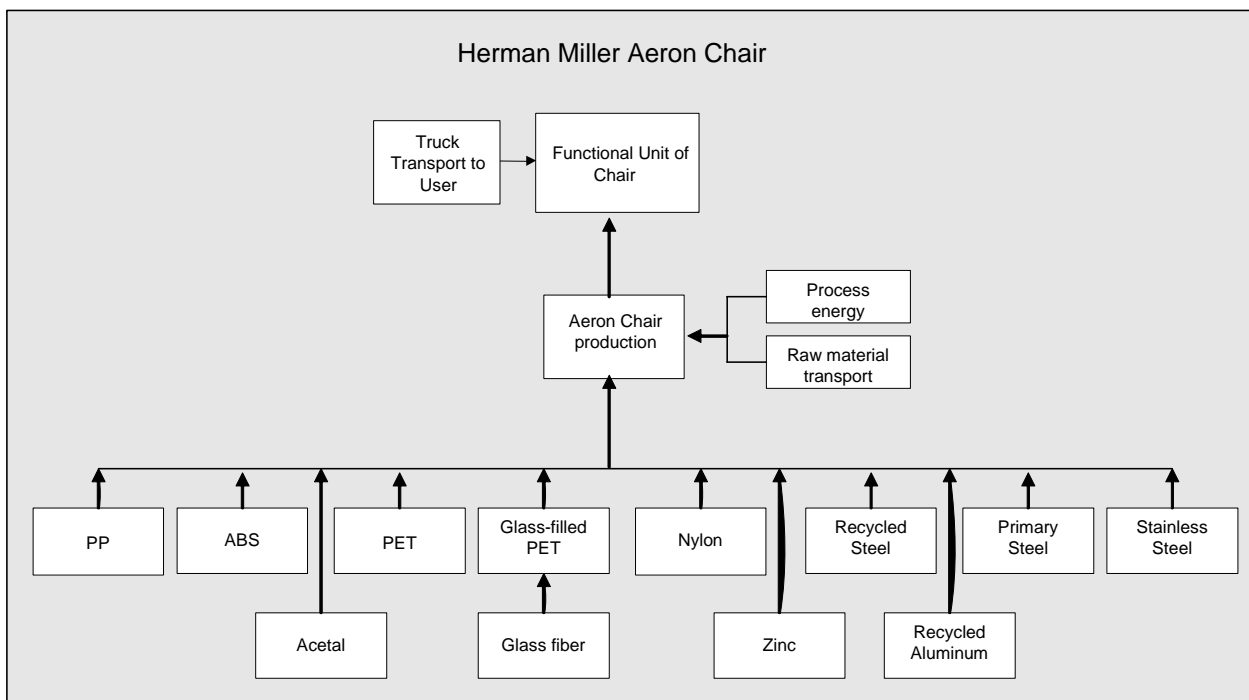 Herman Miller Aeron Chair
Truck
Transport to
User
Functional Unit of
Chair
Process
energy
Aeron Chair
production
Raw material
transport
PP
ABS
PET
Glass-filled
PET
Nylon
Recycled
Steel
Primary
Steel
Stainless
Steel
Acetal
Glass fiber
Zinc
Recycled
Aluminum